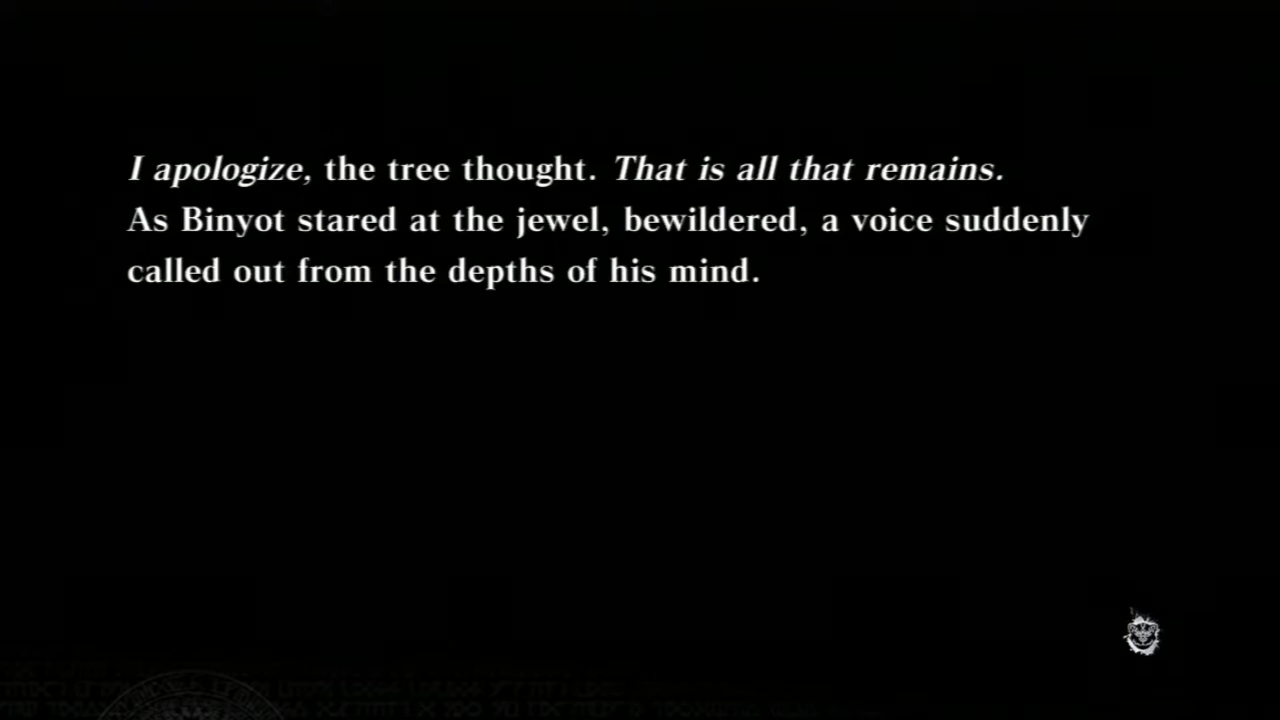 I apologize, the tree thought. That is all that remains.
As Binyot stared at the jewel, bewildered, a voice suddenly
called out from the depths of his mind.